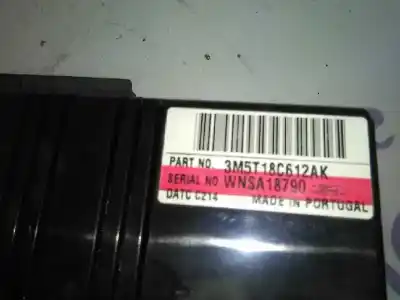 PART NO. 3M5T18C612AK
SERIAL NO WNSA18790
DATC C214 MADE IN PORTUGAL